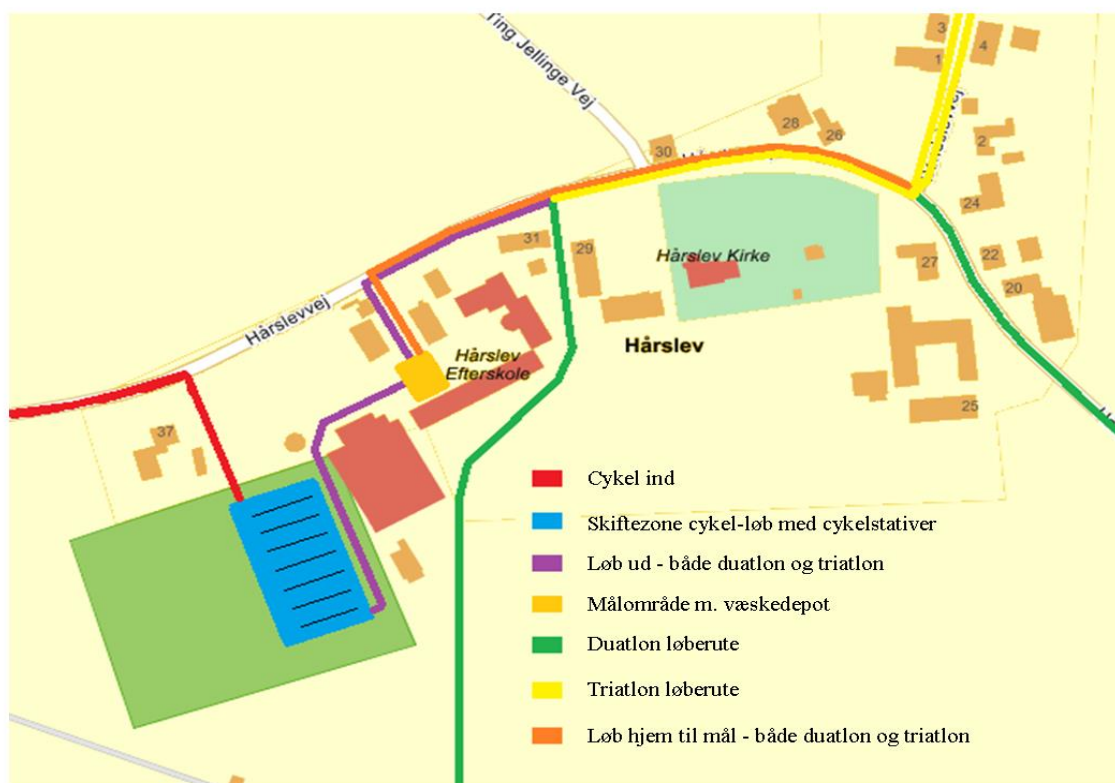 Ting Jellinge Vej
3
4
1
28
26
30
2
24
31
29
Hårslev Kirke
27
22
20
Hårslevvej
Hårslev
Hårslev
Efterskole
37
25
Cykel ind
Skiftezone cykel-løb med cykelstativer
Løb ud - både duatlon og triatlon
Målområde m. væskedepot
Duatlon løberute
Triatlon løberute
Løb hjem til mål - både duatlon og triatlon